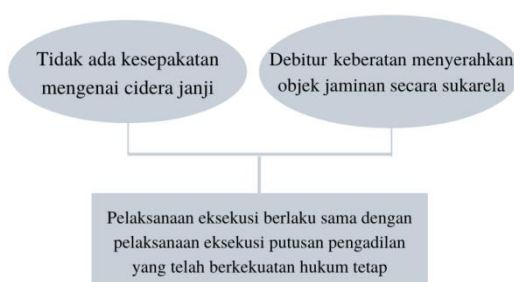 Tidak ada kesepakatan
mengenai cidera janji
Debitur keberatan menyerahkan
objek jaminan secara sukarela
Pelaksanaan eksekusi berlaku sama dengan
pelaksanaan eksekusi putusan pengadilan
yang telah berkekuatan hukum tetap